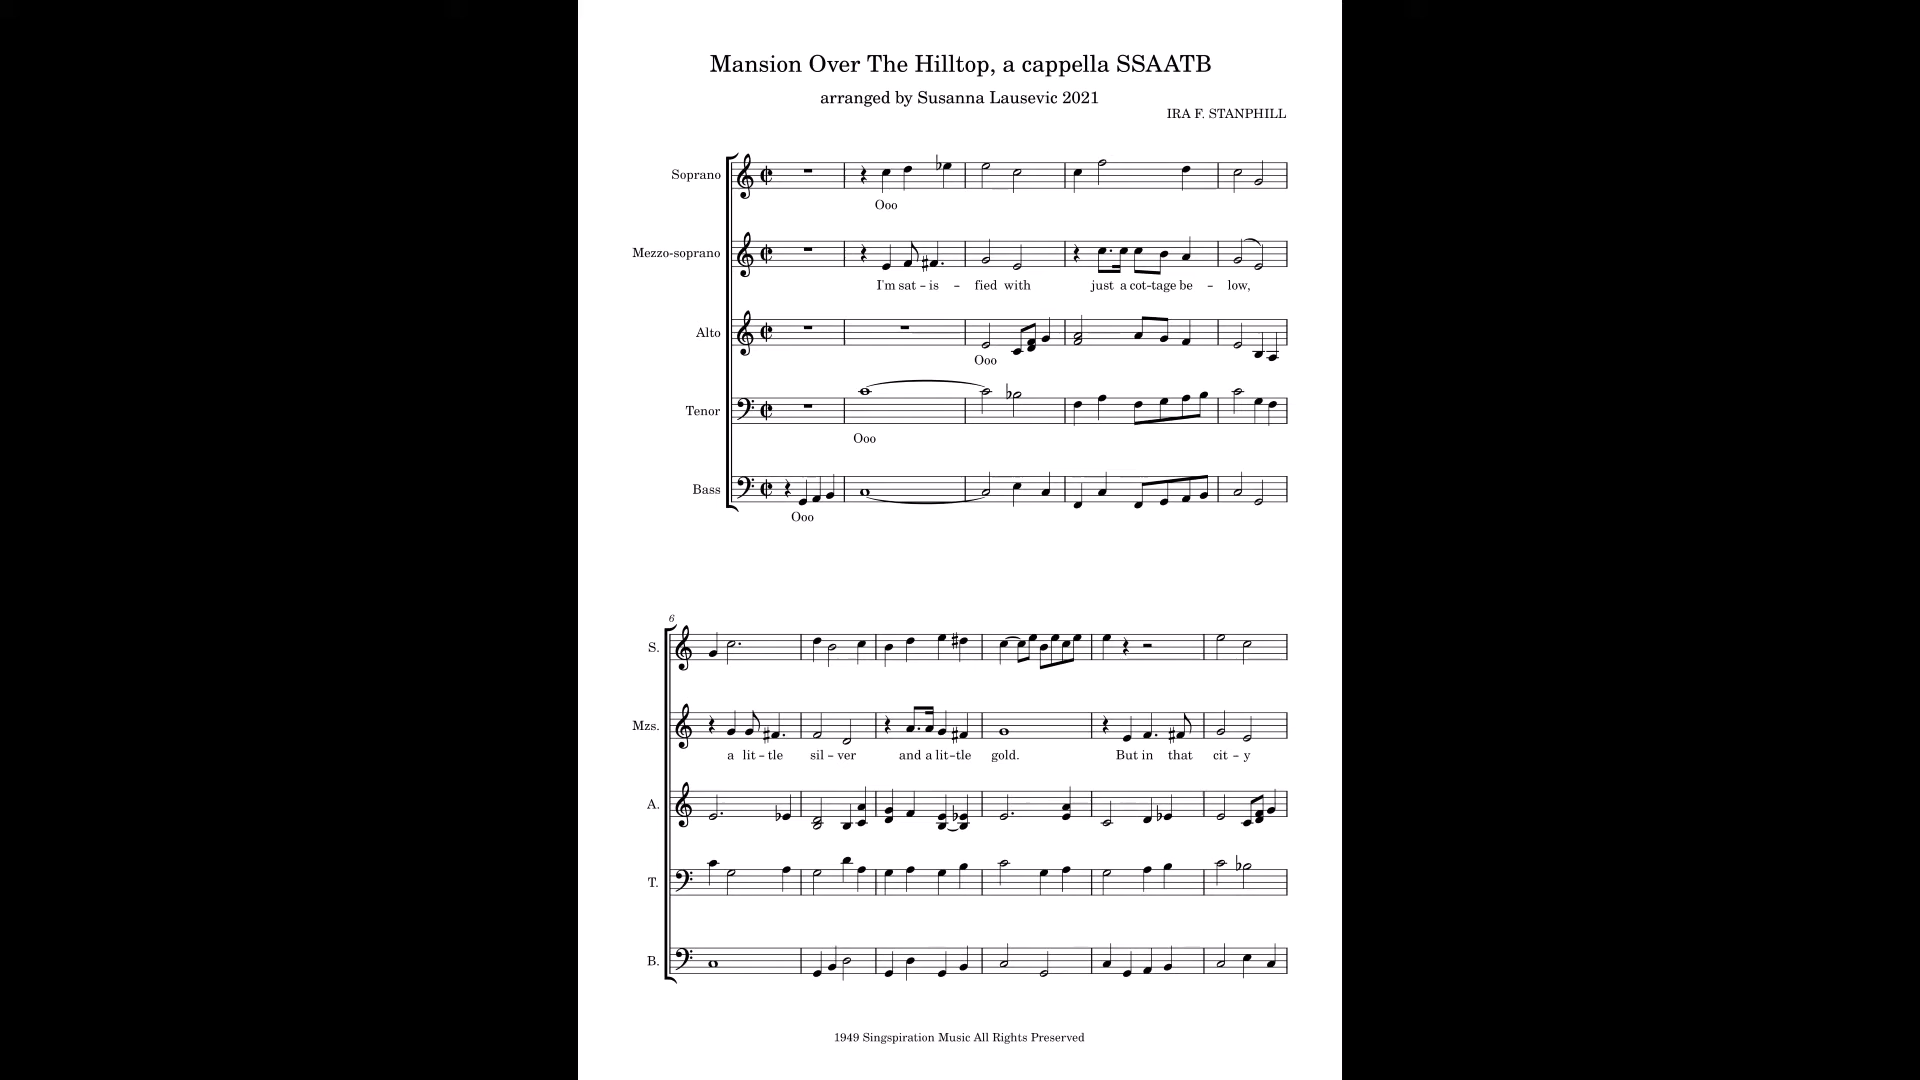 Mansion Over The Hilltop, a cappella SSAATB
arranged by Susanna Lausevic 2021
IRA F. STANPHILL
Soprano
Ooo
Mezzo-soprano
I'm sat - is - fied with just a cot-tage be - low,
Alto
Ooo
Tenor
Ooo
Bass
Ooo
6
S.
Mzs.
a lit - tle sil - ver and a lit-tle gold. But in that cit - y
A.
T.
B.
1949 Singspiration Music All Rights Preserved